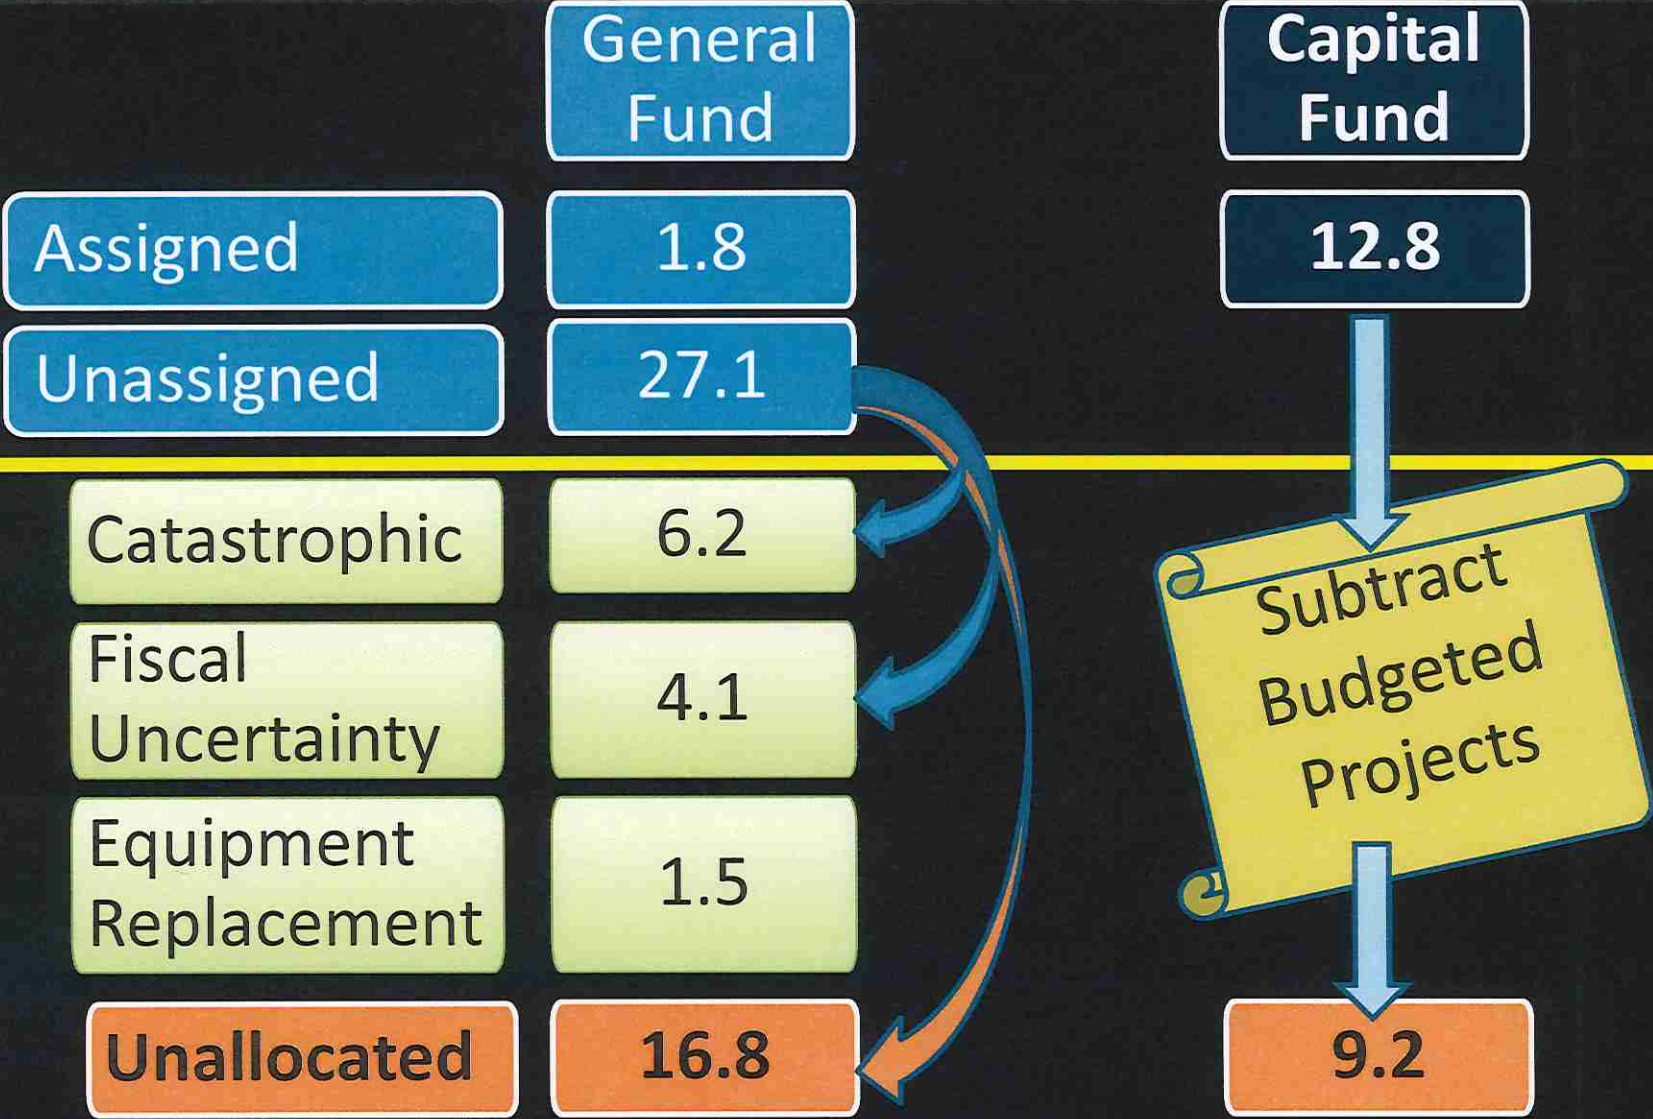 General
Fund
Capital
Fund
Assigned
1.8
12.8
Unassigned
27.1
Catastrophic
6.2
Fiscal
Uncertainty
4.1
Equipment
Replacement
1.5
Subtract
Budgeted
Projects
Unallocated
16.8
9.2